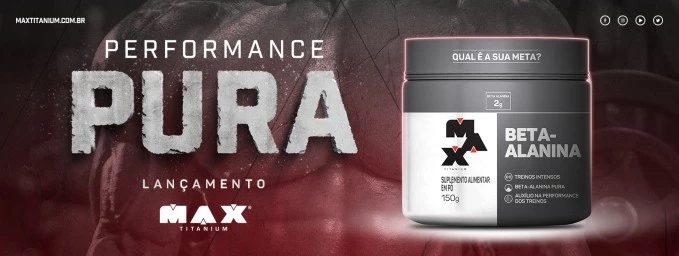 MAXTITANIUM.COM.BR
PERFORMANCE
PURA
LANÇAMENTO
MAX
TITANIUM
QUAL É A SUA META?
BETA-ALANINA
2g
MAX
TITANIUM
SUPLEMENTO ALIMENTAR
EM PÓ
150g
BETA-
ALANINA
TREINOS INTENSOS
BETA-ALANINA PURA
AUXÍLIO NA PERFORMANCE
DOS TREINOS